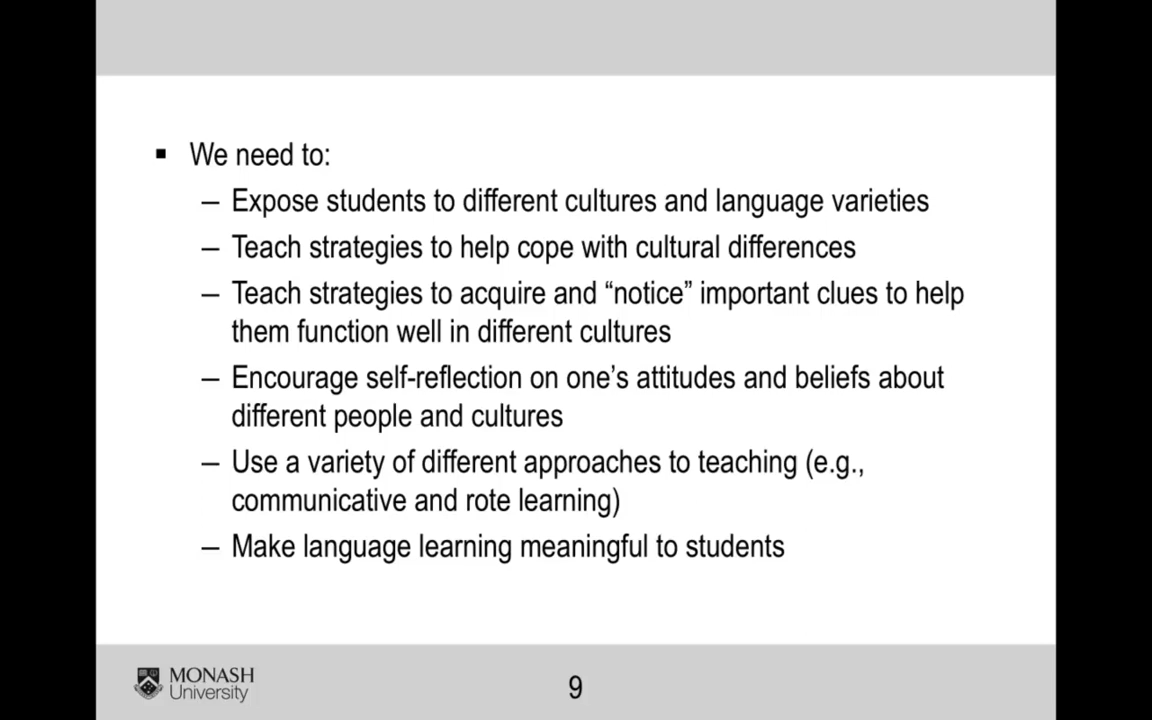 ▪ We need to:
– Expose students to different cultures and language varieties
– Teach strategies to help cope with cultural differences
– Teach strategies to acquire and “notice” important clues to help
them function well in different cultures
– Encourage self-reflection on one’s attitudes and beliefs about
different people and cultures
– Use a variety of different approaches to teaching (e.g.,
communicative and rote learning)
– Make language learning meaningful to students
MONASH
University
9